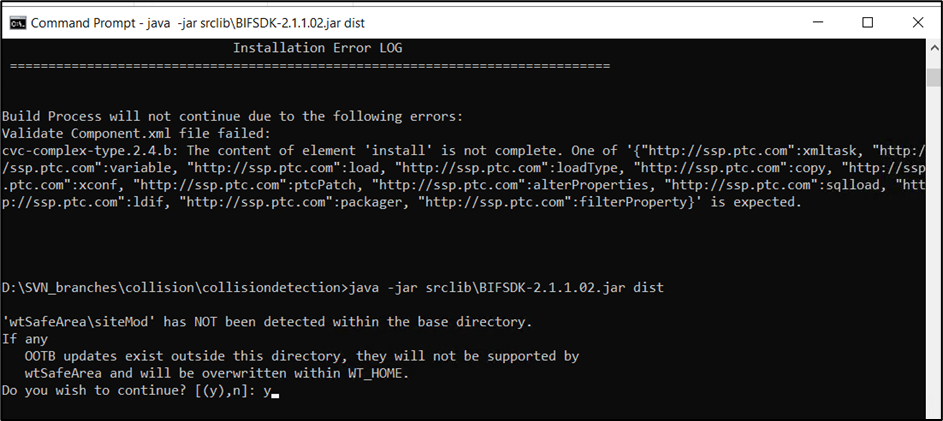 Command Prompt - java  -jar srclib\BIFSDK-2.1.1.02.jar dist
Installation Error LOG
==============================================================================
Build Process will not continue due to the following errors:
Validate Component.xml file failed:
cvc-complex-type.2.4.b: The content of element 'install' is not complete. One of '{"http://ssp.ptc.com":xmltask, "http:/
/ssp.ptc.com":variable, "http://ssp.ptc.com":load, "http://ssp.ptc.com":loadType, "http://ssp.ptc.com":copy, "http://ssp
.ptc.com":xconf, "http://ssp.ptc.com":ptcPatch, "http://ssp.ptc.com":alterProperties, "http://ssp.ptc.com":sqlload, "htt
p://ssp.ptc.com":ldif, "http://ssp.ptc.com":packager, "http://ssp.ptc.com":filterProperty}' is expected.
D:\SVN_branches\collision\collisiondetection>java -jar srclib\BIFSDK-2.1.1.02.jar dist
'wtSafeArea\siteMod' has NOT been detected within the base directory.
If any
   OOTB updates exist outside this directory, they will not be supported by
   wtSafeArea and will be overwritten within WT_HOME.
Do you wish to continue? [(y),n]: y